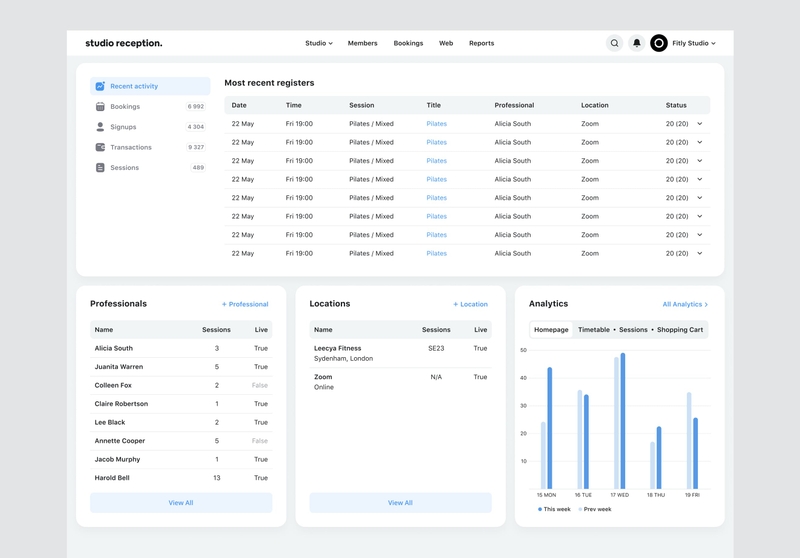 studio reception.
Studio Members Bookings Web Reports
Fitly Studio
Recent activity
Bookings 6 992
Signups 4 304
Transactions 9 327
Sessions 489
Most recent registers
Date Time Session Title Professional Location Status
22 May Fri 19:00 Pilates / Mixed Pilates Alicia South Zoom 20 (20)
22 May Fri 19:00 Pilates / Mixed Pilates Alicia South Zoom 20 (20)
22 May Fri 19:00 Pilates / Mixed Pilates Alicia South Zoom 20 (20)
22 May Fri 19:00 Pilates / Mixed Pilates Alicia South Zoom 20 (20)
22 May Fri 19:00 Pilates / Mixed Pilates Alicia South Zoom 20 (20)
22 May Fri 19:00 Pilates / Mixed Pilates Alicia South Zoom 20 (20)
22 May Fri 19:00 Pilates / Mixed Pilates Alicia South Zoom 20 (20)
22 May Fri 19:00 Pilates / Mixed Pilates Alicia South Zoom 20 (20)
Professionals + Professional
Name Sessions Live
Alicia South 3 True
Juanita Warren 5 True
Colleen Fox 2 False
Claire Robertson 1 True
Lee Black 2 True
Annette Cooper 5 False
Jacob Murphy 1 True
Harold Bell 13 True
View All
Locations + Location
Name Sessions Live
Leecya Fitness SE23 True
Sydenham, London
Zoom N/A True
Online
View All
Analytics All Analytics
Homepage Timetable • Sessions • Shopping Cart
50
40
30
20
10
15 MON 16 TUE 17 WED 18 THU 19 FRI
This week Prev week